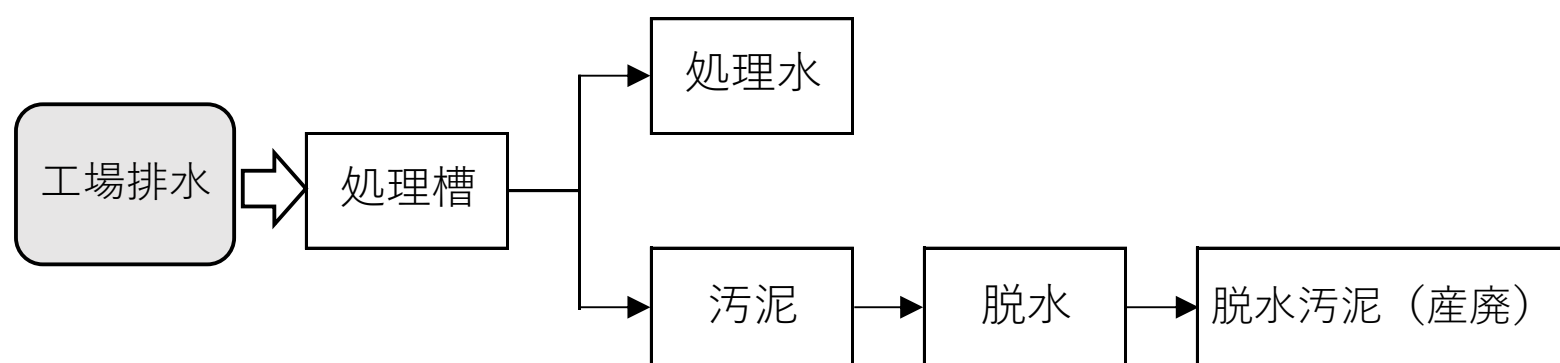 処理水
工場排水
処理槽
汚泥
脱水
脱水汚泥（産廃）